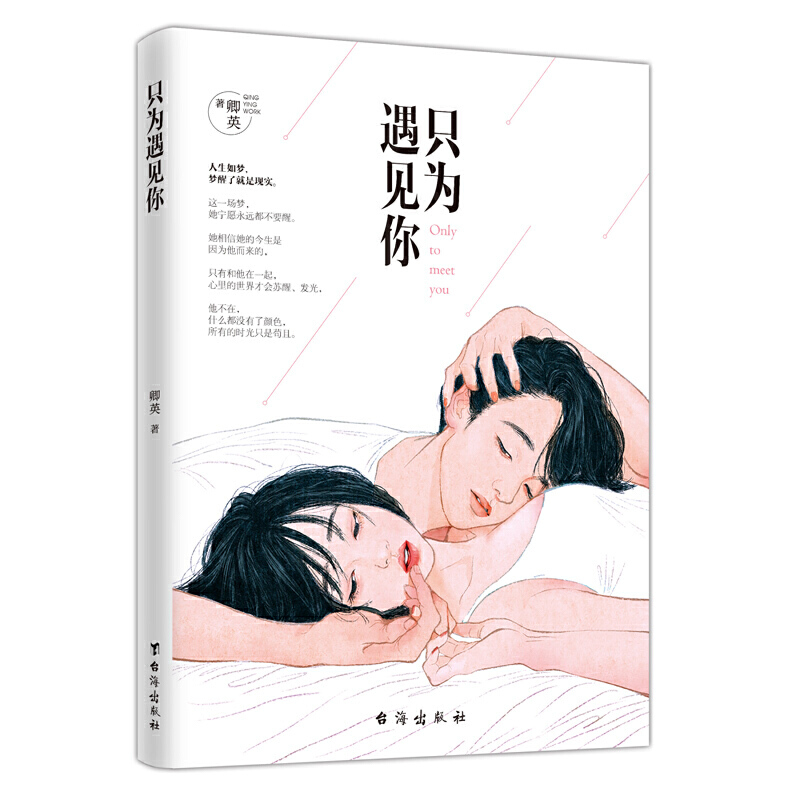 只为遇见你
卿英
著
台海出版社
著
卿英
QING
YING
WORK
只为
遇见你
Only
to
meet
you
人生如梦，
梦醒了就是现实。
这一场梦，
她宁愿永远都不要醒。
她相信她的今生是
因为他而来的，
只有和他在一起，
心里的世界才会苏醒、发光，
他不在，
什么都没有了颜色，
所有的时光只是苟且。
台海出版社